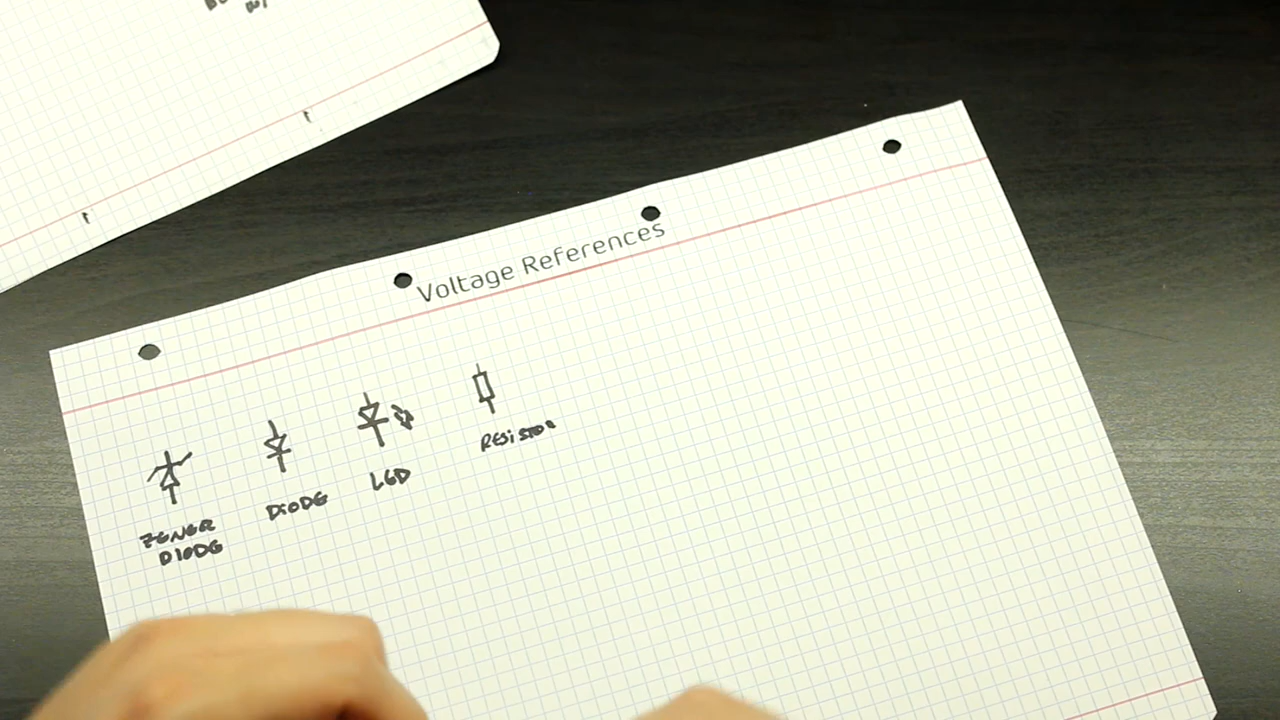 Voltage References
ZENER
DIODE
DIODE
LED
RESISTOR